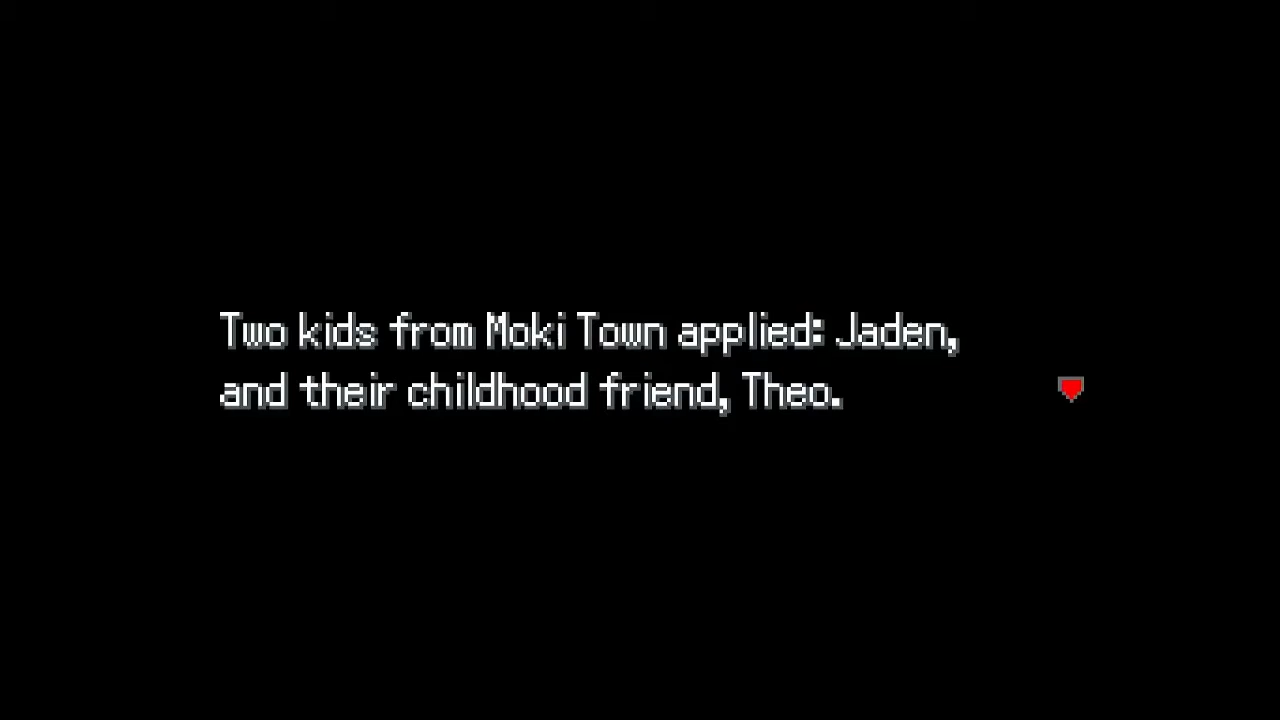 Two kids from Moki Town applied: Jaden,
and their childhood friend, Theo.